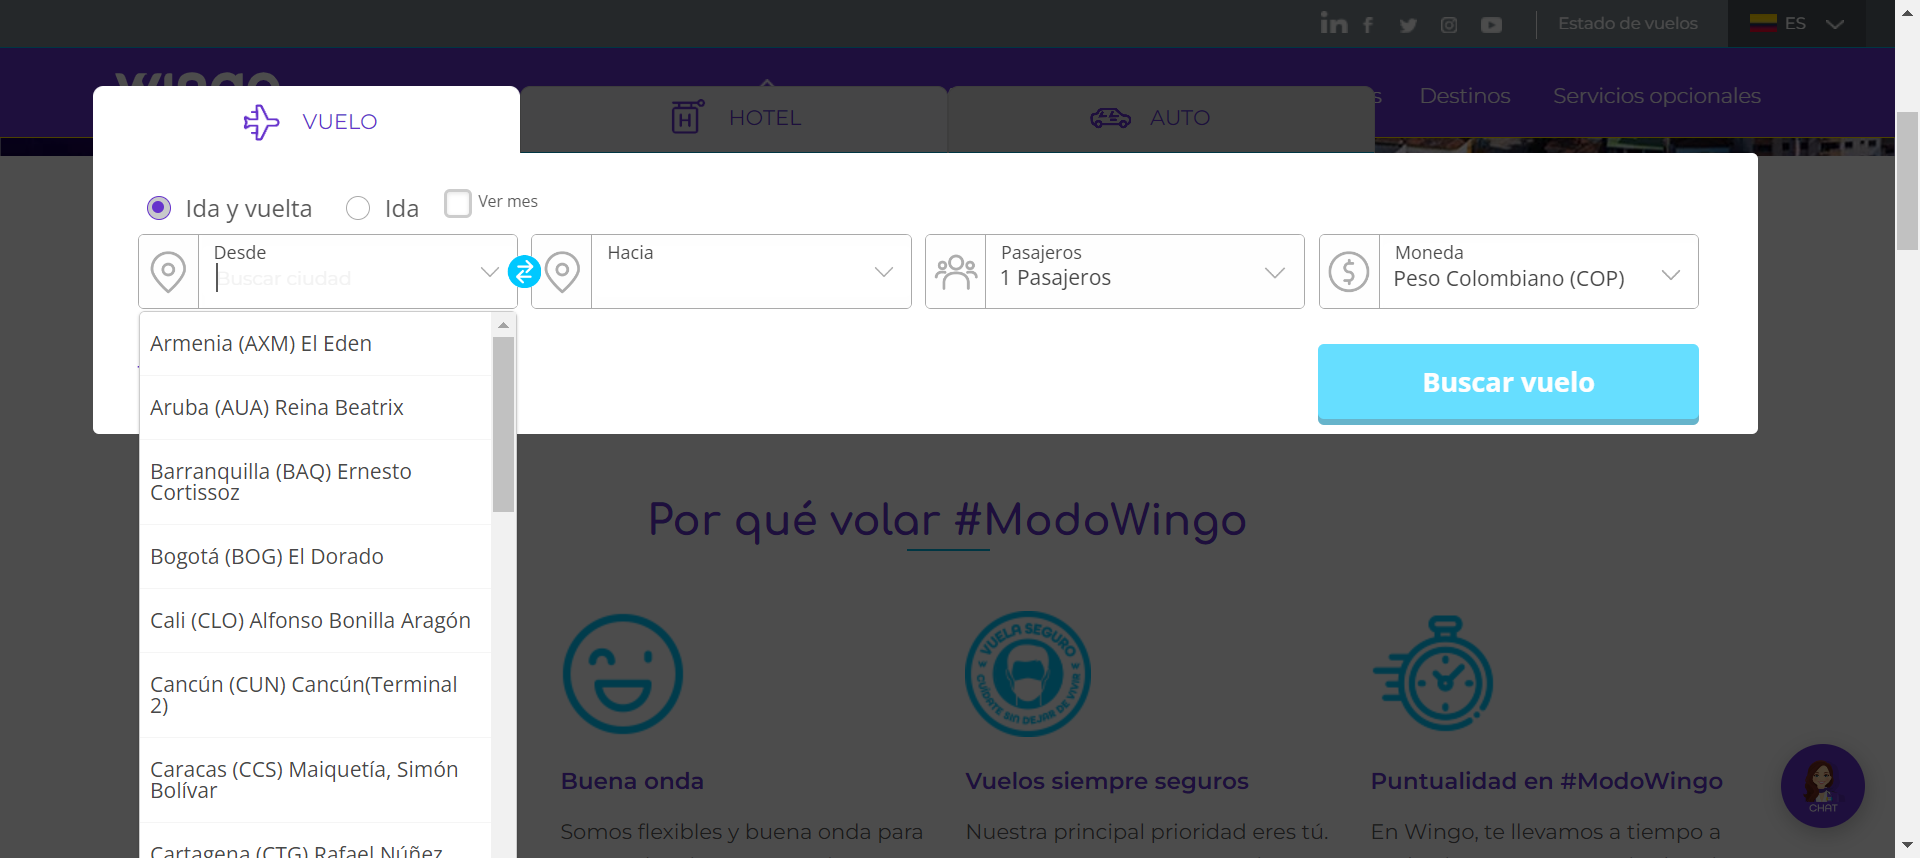 Estado de vuelos
ES
wingo
s
Destinos
Servicios opcionales
VUELO
HOTEL
AUTO
Ida y vuelta
Ida
Ver mes
Desde
Buscar ciudad
Hacia
Pasajeros
1 Pasajeros
Moneda
Peso Colombiano (COP)
Armenia (AXM) El Eden
Aruba (AUA) Reina Beatrix
Barranquilla (BAQ) Ernesto
Cortissoz
Bogotá (BOG) El Dorado
Cali (CLO) Alfonso Bonilla Aragón
Cancún (CUN) Cancún(Terminal
2)
Caracas (CCS) Maiquetía, Simón
Bolívar
Cartagena (CTG) Rafael Núñez
Buscar vuelo
Por qué volar #ModoWingo
VUELA SEGURO
CUÍDATE SIN DEJAR DE VIVIR
Buena onda
Vuelos siempre seguros
Puntualidad en #ModoWingo
Somos flexibles y buena onda para
Nuestra principal prioridad eres tú.
En Wingo, te llevamos a tiempo a
CHAT